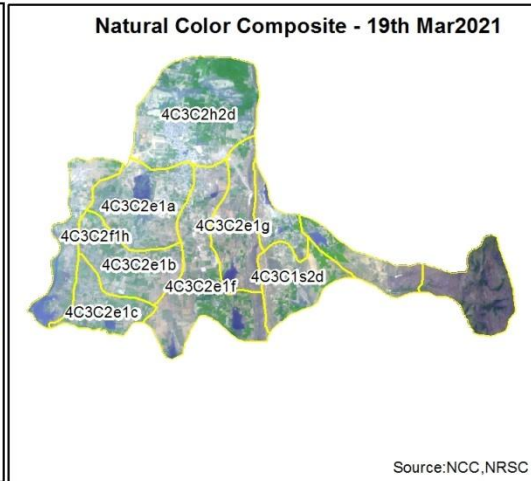 Natural Color Composite - 19th Mar2021
4C3C2h2d
4C3C2e1a
4C3C2e1g
4C3C2f1h
4C3C2e1b
4C3C1s2d
4C3C2e1f
4C3C2e1c
Source:NCC,NRSC